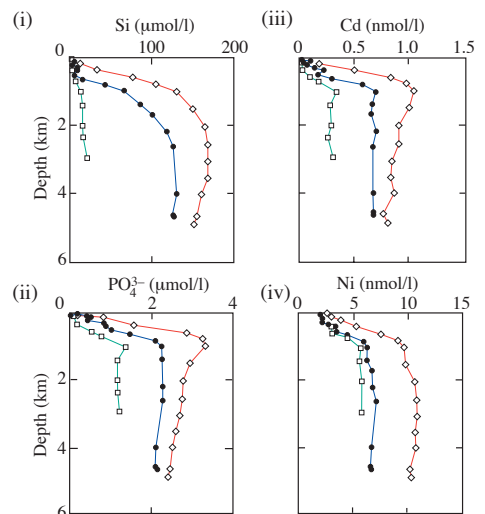 (i)
Si (μmol/l)
0 100 200
0
2
4
6
Depth (km)
(iii)
Cd (nmol/l)
0 0.5 1.0 1.5
(ii)
PO₄³⁻ (μmol/l)
0 2 4
0
2
4
6
Depth (km)
(iv)
Ni (nmol/l)
0 5 10 15